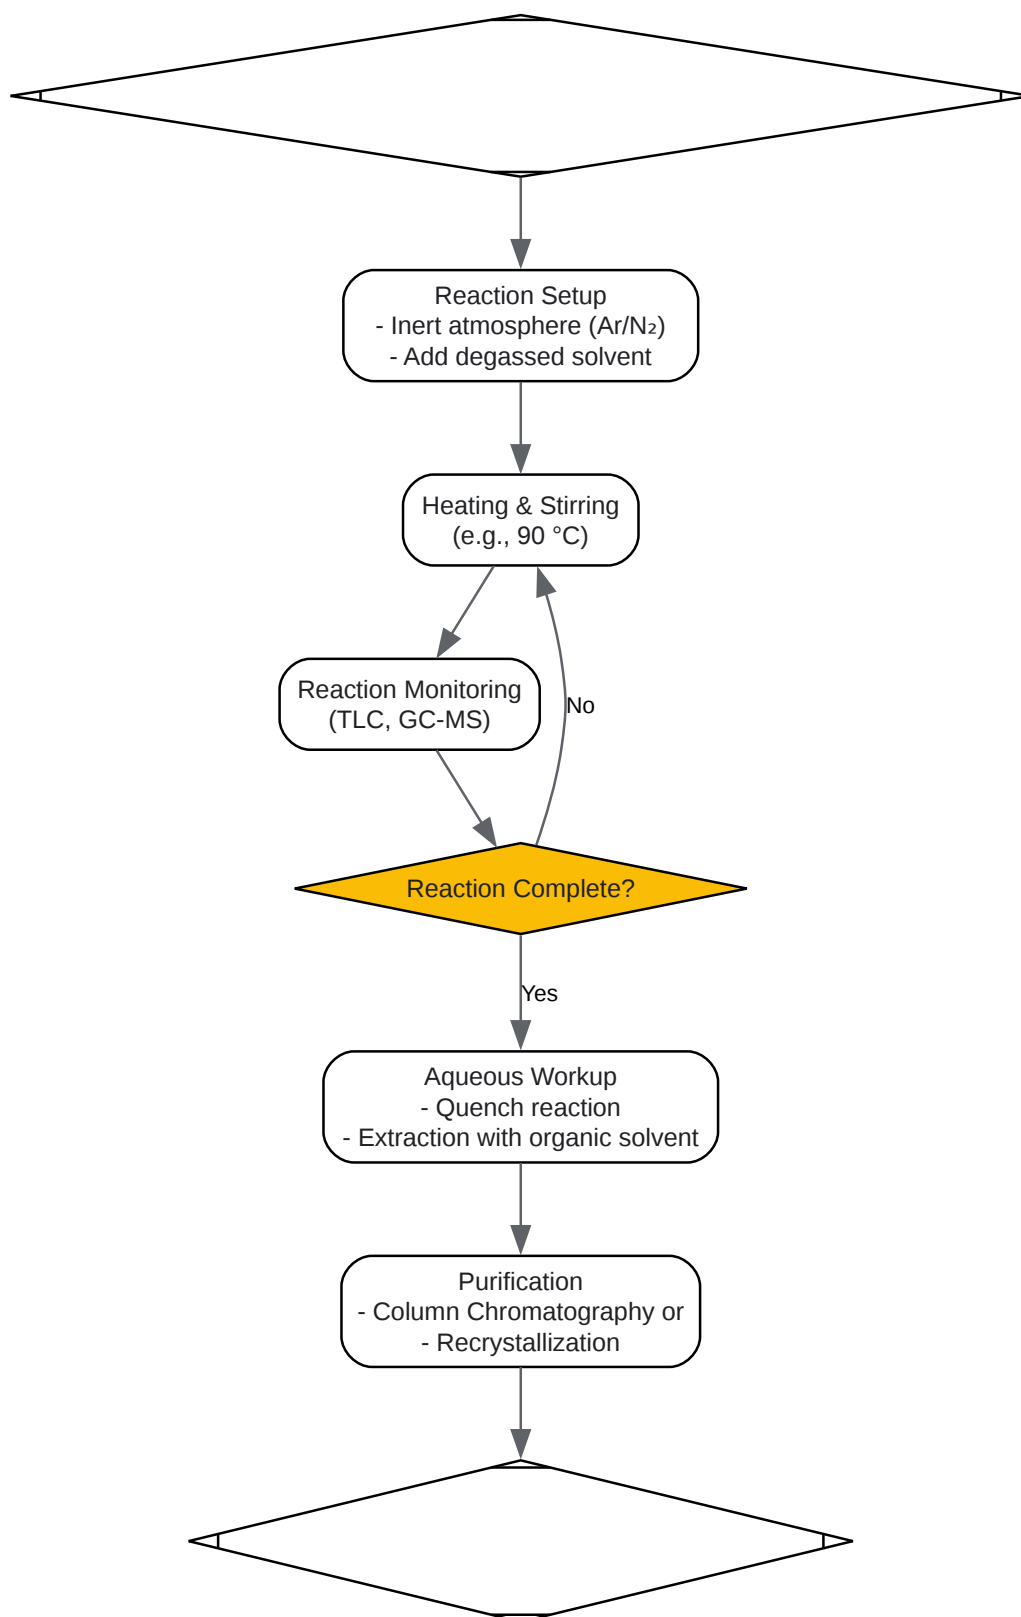 Reaction Setup
- Inert atmosphere (Ar/N₂)
- Add degassed solvent
Heating & Stirring
(e.g., 90 °C)
Reaction Monitoring
(TLC, GC-MS)
No
Reaction Complete?
Yes
Aqueous Workup
- Quench reaction
- Extraction with organic solvent
Purification
- Column Chromatography or
- Recrystallization